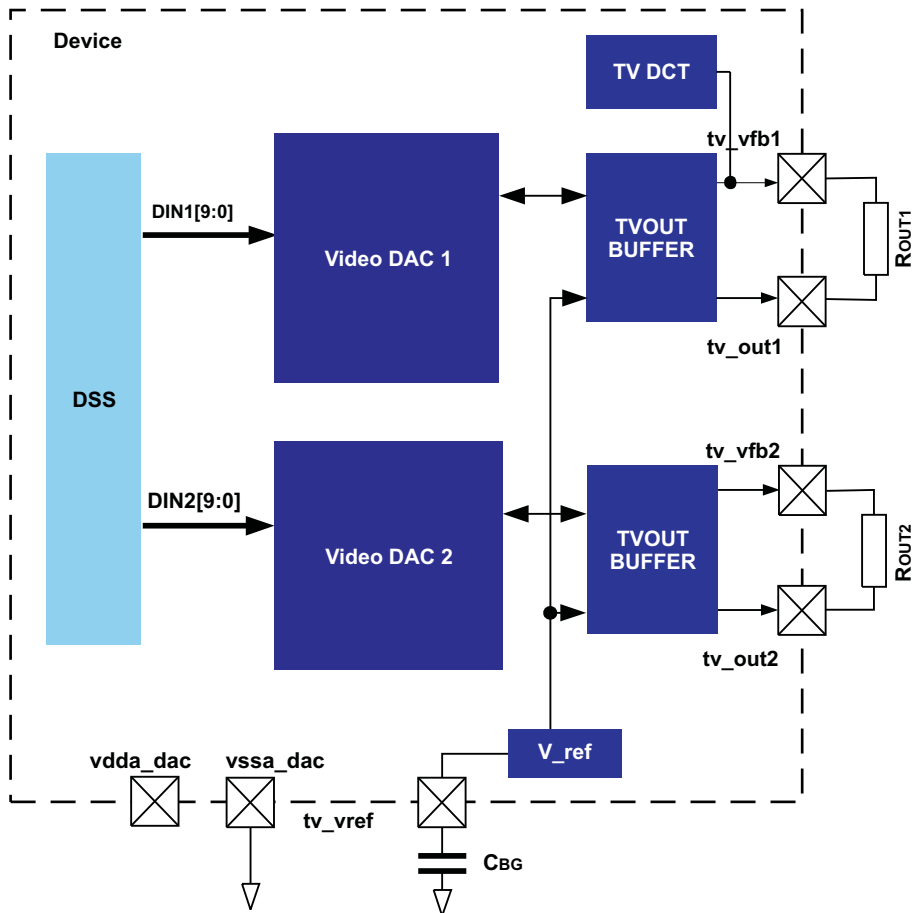 Device
TV DCT
tv_vfb1
DIN1[9:0]
Video DAC 1
TVOUT
BUFFER
ROUT1
tv_out1
DSS
tv_vfb2
DIN2[9:0]
Video DAC 2
TVOUT
BUFFER
ROUT2
tv_out2
V_ref
vdda_dac
vssa_dac
tv_vref
CBG